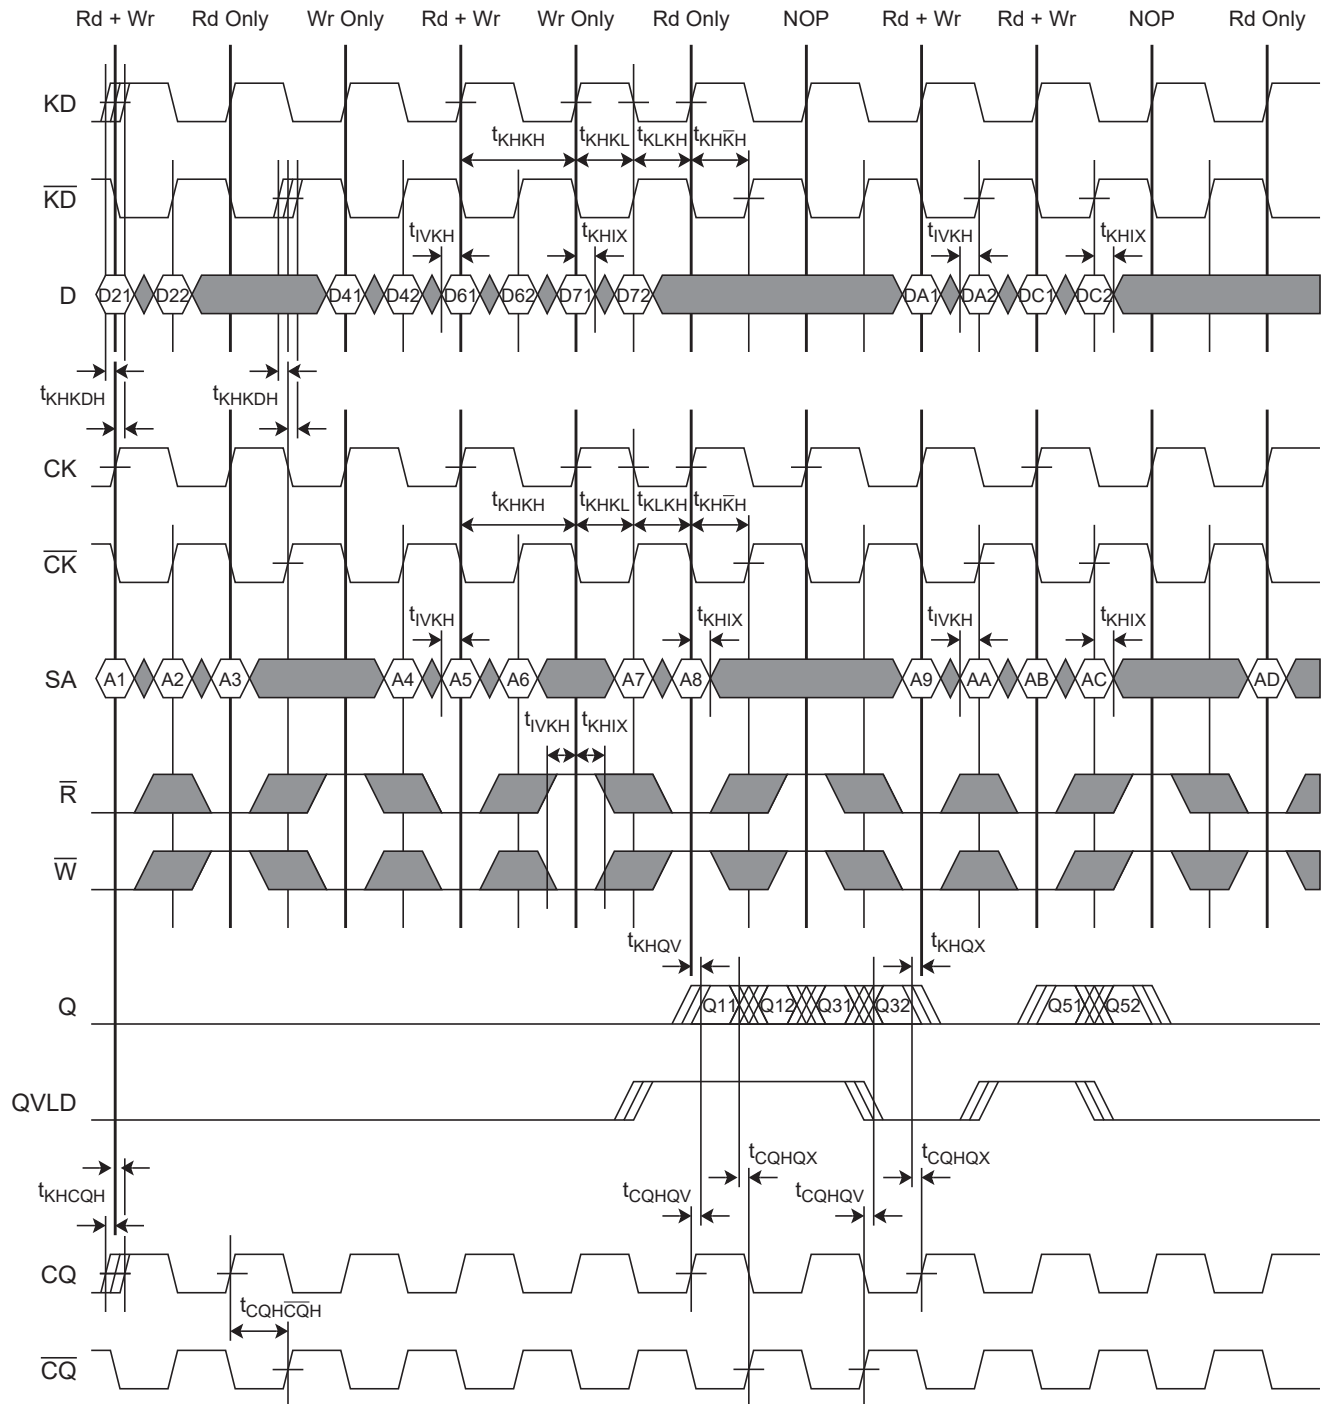 Rd + Wr Rd Only Wr Only Rd + Wr Wr Only Rd Only NOP Rd + Wr Rd + Wr NOP Rd Only
KD
tKHKH tKHKL tKLKH tKHK̅H
K̅D̅
tIVKH tKHIX tIVKH tKHIX
D D21 D22 D41 D42 D61 D62 D71 D72 DA1 DA2 DC1 DC2
tKHKDH tKHKDH
CK
tKHKH tKHKL tKLKH tKHK̅H
C̅K̅
tIVKH tKHIX tIVKH tKHIX
SA A1 A2 A3 A4 A5 A6 A7 A8 A9 AA AB AC AD
tIVKH tKHIX
R̅
W̅
tKHQV tKHQX
Q Q11 Q12 Q31 Q32 Q51 Q52
QVLD
tCQHQX tCQHQX
tKHCQH tCQHQV tCQHQV
CQ
tCQHC̅Q̅H
C̅Q̅